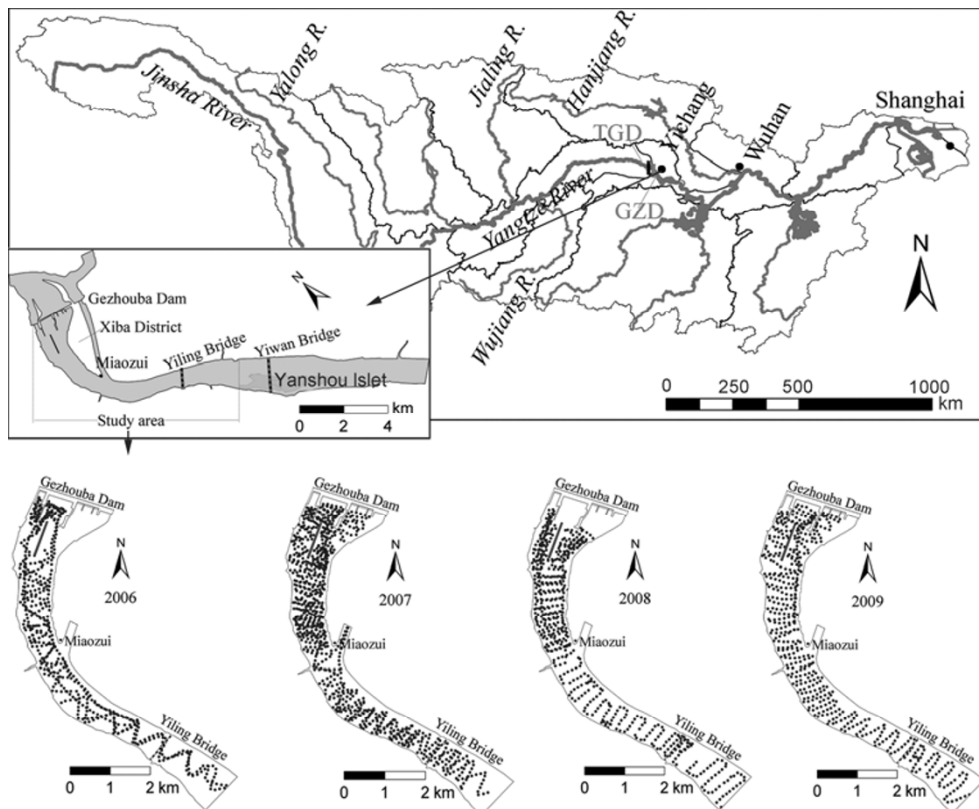 Jinsha River
Yalong R.
Jialing R.
Hanjiang R.
TGD
Yichang
Wuhan
Shanghai
Yangtze River
GZD
Wujiang R.
N
0 250 500 1000
km
N
Gezhouba Dam
Xiba District
Miaozui
Yiling Bridge
Yiwan Bridge
Yanshou Islet
0 2 4
km
Study area
Gezhouba Dam
N
2006
Miaozui
Yiling Bridge
0 1 2 km
Gezhouba Dam
N
2007
Miaozui
Yiling Bridge
0 1 2 km
Gezhouba Dam
N
2008
Miaozui
Yiling Bridge
0 1 2 km
Gezhouba Dam
N
2009
Miaozui
Yiling Bridge
0 1 2 km